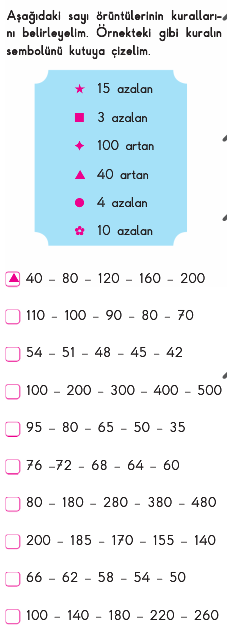 Aşağıdaki sayı örüntülerinin kuralları-
nı belirleyelim. Örnekteki gibi kuralın
sembolünü kutuya çizelim.
★ 15 azalan
■ 3 azalan
✦ 100 artan
▲ 40 artan
● 4 azalan
✿ 10 azalan
▲ 40 – 80 – 120 – 160 – 200
110 – 100 – 90 – 80 – 70
54 – 51 – 48 – 45 – 42
100 – 200 – 300 – 400 – 500
95 – 80 – 65 – 50 – 35
76 –72 – 68 – 64 – 60
80 – 180 – 280 – 380 – 480
200 – 185 – 170 – 155 – 140
66 – 62 – 58 – 54 – 50
100 – 140 – 180 – 220 – 260